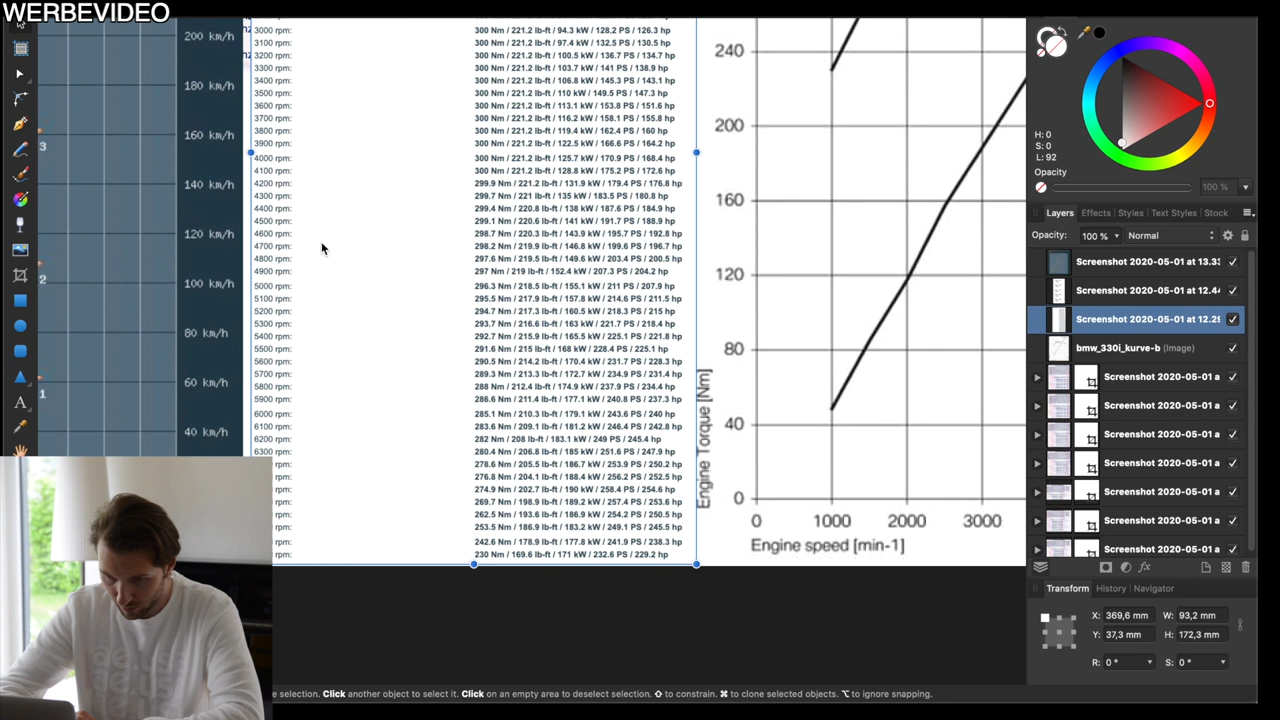 WERBEVIDEO
200 km/h
180 km/h
160 km/h
3
140 km/h
120 km/h
2
100 km/h
80 km/h
60 km/h
1
40 km/h
3000 rpm: 300 Nm / 221.2 lb-ft / 94.3 kW / 128.2 PS / 126.3 hp
3100 rpm: 300 Nm / 221.2 lb-ft / 97.4 kW / 132.5 PS / 130.5 hp
3200 rpm: 300 Nm / 221.2 lb-ft / 100.5 kW / 136.7 PS / 134.7 hp
3300 rpm: 300 Nm / 221.2 lb-ft / 103.7 kW / 141 PS / 138.9 hp
3400 rpm: 300 Nm / 221.2 lb-ft / 106.8 kW / 145.3 PS / 143.1 hp
3500 rpm: 300 Nm / 221.2 lb-ft / 110 kW / 149.5 PS / 147.3 hp
3600 rpm: 300 Nm / 221.2 lb-ft / 113.1 kW / 153.8 PS / 151.6 hp
3700 rpm: 300 Nm / 221.2 lb-ft / 116.2 kW / 158.1 PS / 155.8 hp
3800 rpm: 300 Nm / 221.2 lb-ft / 119.4 kW / 162.4 PS / 160 hp
3900 rpm: 300 Nm / 221.2 lb-ft / 122.5 kW / 166.6 PS / 164.2 hp
4000 rpm: 300 Nm / 221.2 lb-ft / 125.7 kW / 170.9 PS / 168.4 hp
4100 rpm: 300 Nm / 221.2 lb-ft / 128.8 kW / 175.2 PS / 172.6 hp
4200 rpm: 299.9 Nm / 221.2 lb-ft / 131.9 kW / 179.4 PS / 176.8 hp
4300 rpm: 299.7 Nm / 221 lb-ft / 135 kW / 183.5 PS / 180.8 hp
4400 rpm: 299.4 Nm / 220.8 lb-ft / 138 kW / 187.6 PS / 184.9 hp
4500 rpm: 299.1 Nm / 220.6 lb-ft / 141 kW / 191.7 PS / 188.9 hp
4600 rpm: 298.7 Nm / 220.3 lb-ft / 143.9 kW / 195.7 PS / 192.8 hp
4700 rpm: 298.2 Nm / 219.9 lb-ft / 146.8 kW / 199.6 PS / 196.7 hp
4800 rpm: 297.6 Nm / 219.5 lb-ft / 149.6 kW / 203.4 PS / 200.5 hp
4900 rpm: 297 Nm / 219 lb-ft / 152.4 kW / 207.3 PS / 204.2 hp
5000 rpm: 296.3 Nm / 218.5 lb-ft / 155.1 kW / 211 PS / 207.9 hp
5100 rpm: 295.5 Nm / 217.9 lb-ft / 157.8 kW / 214.6 PS / 211.5 hp
5200 rpm: 294.7 Nm / 217.3 lb-ft / 160.5 kW / 218.3 PS / 215 hp
5300 rpm: 293.7 Nm / 216.6 lb-ft / 163 kW / 221.7 PS / 218.4 hp
5400 rpm: 292.7 Nm / 215.9 lb-ft / 165.5 kW / 225.1 PS / 221.8 hp
5500 rpm: 291.6 Nm / 215 lb-ft / 168 kW / 228.4 PS / 225.1 hp
5600 rpm: 290.5 Nm / 214.2 lb-ft / 170.4 kW / 231.7 PS / 228.3 hp
5700 rpm: 289.3 Nm / 213.3 lb-ft / 172.7 kW / 234.9 PS / 231.4 hp
5800 rpm: 288 Nm / 212.4 lb-ft / 174.9 kW / 237.9 PS / 234.4 hp
5900 rpm: 286.6 Nm / 211.4 lb-ft / 177.1 kW / 240.8 PS / 237.3 hp
6000 rpm: 285.1 Nm / 210.3 lb-ft / 179.1 kW / 243.6 PS / 240 hp
6100 rpm: 283.6 Nm / 209.1 lb-ft / 181.2 kW / 246.4 PS / 242.8 hp
6200 rpm: 282 Nm / 208 lb-ft / 183.1 kW / 249 PS / 245.4 hp
6300 rpm: 280.4 Nm / 206.8 lb-ft / 185 kW / 251.6 PS / 247.9 hp
rpm: 278.6 Nm / 205.5 lb-ft / 186.7 kW / 253.9 PS / 250.2 hp
rpm: 276.8 Nm / 204.1 lb-ft / 188.4 kW / 256.2 PS / 252.5 hp
rpm: 274.9 Nm / 202.7 lb-ft / 190 kW / 258.4 PS / 254.6 hp
rpm: 269.7 Nm / 198.9 lb-ft / 189.2 kW / 257.4 PS / 253.6 hp
rpm: 262.5 Nm / 193.6 lb-ft / 186.9 kW / 254.2 PS / 250.5 hp
rpm: 253.5 Nm / 186.9 lb-ft / 183.2 kW / 249.1 PS / 245.5 hp
rpm: 242.6 Nm / 178.9 lb-ft / 177.8 kW / 241.9 PS / 238.3 hp
rpm: 230 Nm / 169.6 lb-ft / 171 kW / 232.6 PS / 229.2 hp
240
200
160
120
80
40
0
Engine Torque [Nm]
0 1000 2000 3000
Engine speed [min-1]
H: 0
S: 0
L: 92
Opacity
100 %
Layers Effects Styles Text Styles Stock
Opacity: 100 % Normal
Screenshot 2020-05-01 at 13.3
Screenshot 2020-05-01 at 12.4
Screenshot 2020-05-01 at 12.29
bmw_330i_kurve-b (Image)
Screenshot 2020-05-01 a
Screenshot 2020-05-01 a
Screenshot 2020-05-01 a
Screenshot 2020-05-01 a
Screenshot 2020-05-01 a
Screenshot 2020-05-01 a
Screenshot 2020-05-01 a
fx
Transform History Navigator
X: 369,6 mm W: 93,2 mm
Y: 37,3 mm H: 172,3 mm
R: 0 ° S: 0 °
e selection. Click another object to select it. Click on an empty area to deselect selection. ⇧ to constrain. ⌘ to clone selected objects. ⌥ to ignore snapping.